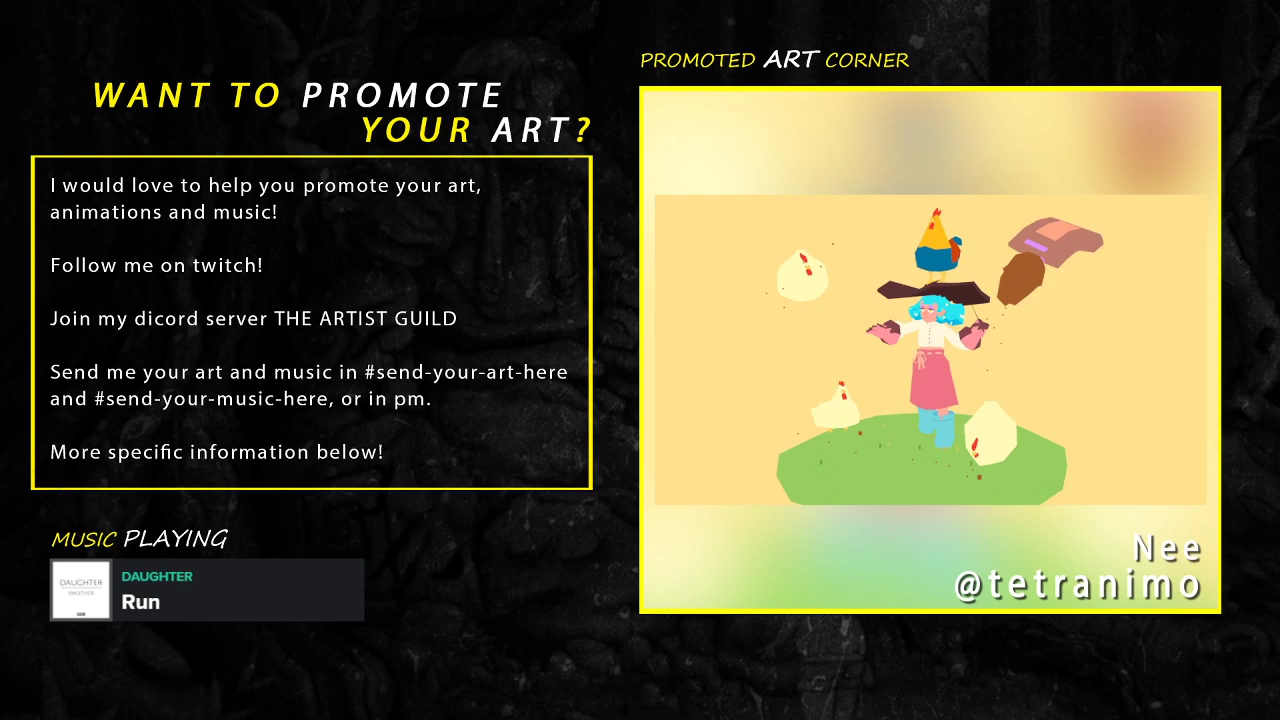 WANT TO PROMOTE
YOUR ART?
I would love to help you promote your art,
animations and music!
Follow me on twitch!
Join my dicord server THE ARTIST GUILD
Send me your art and music in #send-your-art-here
and #send-your-music-here, or in pm.
More specific information below!
MUSIC PLAYING
DAUGHTER
SMOTHER
DAUGHTER
Run
PROMOTED ART CORNER
Nee
@tetranimo